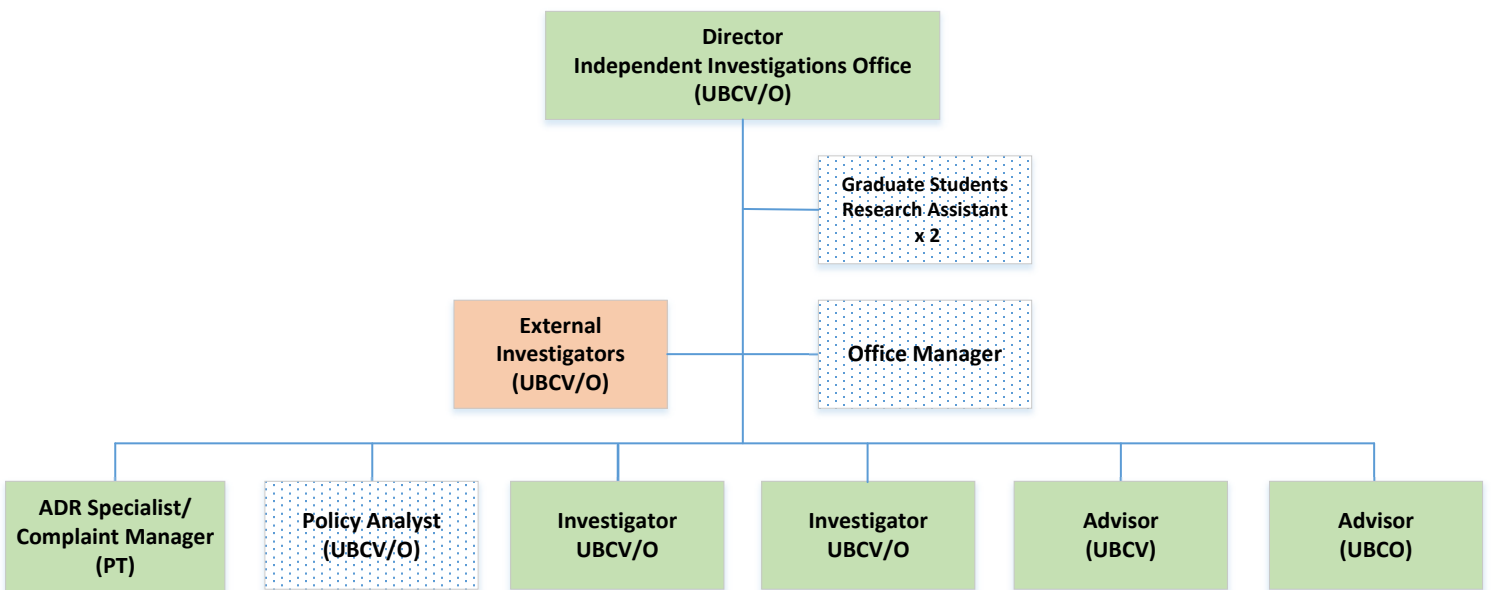 Director
Independent Investigations Office
(UBCV/O)
Graduate Students
Research Assistant
x 2
External
Investigators
(UBCV/O)
Office Manager
ADR Specialist/
Complaint Manager
(PT)
Policy Analyst
(UBCV/O)
Investigator
UBCV/O
Investigator
UBCV/O
Advisor
(UBCV)
Advisor
(UBCO)